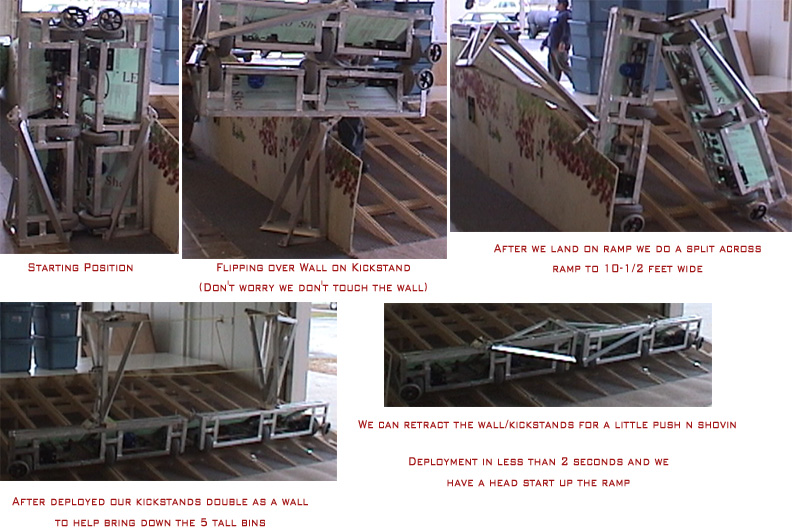 Starting Position
Flipping over Wall on Kickstand
(Don't worry we don't touch the wall)
After we land on ramp we do a split across
ramp to 10-1/2 feet wide
After deployed our kickstands double as a wall
to help bring down the 5 tall bins
We can retract the wall/kickstands for a little push n shovin
Deployment in less than 2 seconds and we
have a head start up the ramp